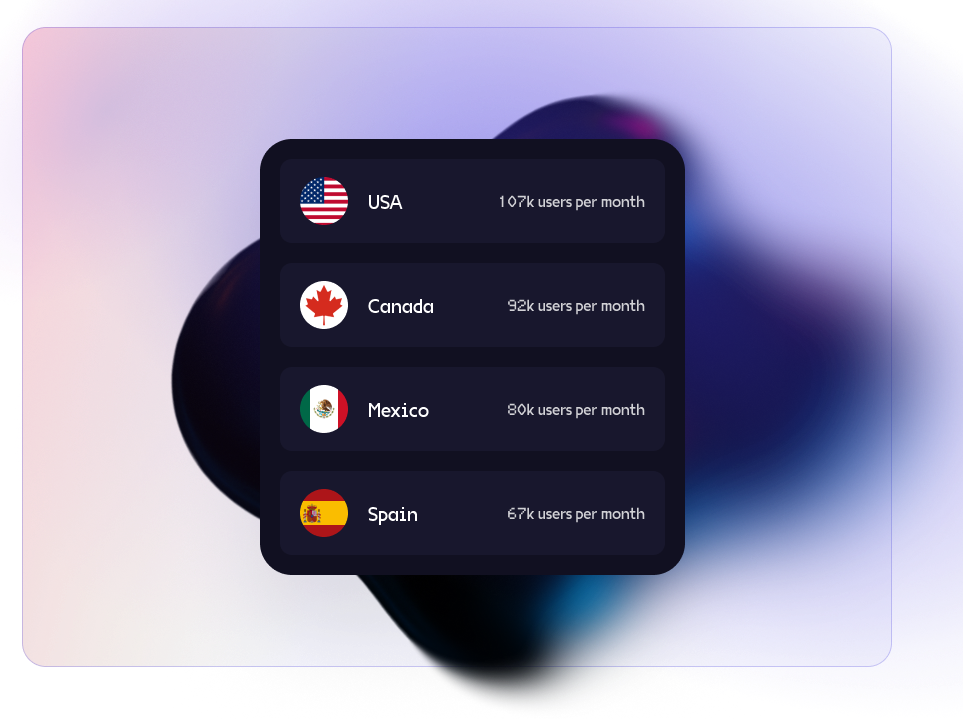 USA 107k users per month
Canada 92k users per month
Mexico 80k users per month
Spain 67k users per month